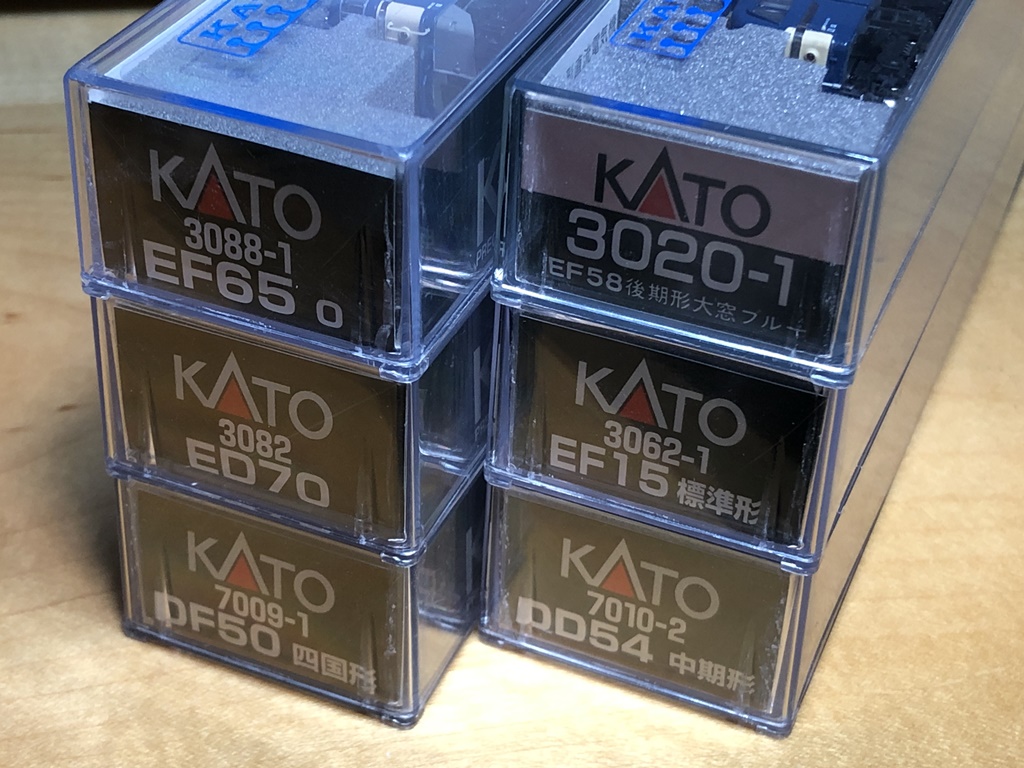 KATO
3088-1
EF65 0
KATO
3082
ED70
KATO
7009-1
DF50 四国形
KATO
3020-1
EF58後期形大窓ブルー
KATO
3062-1
EF15 標準形
KATO
7010-2
DD54 中期形